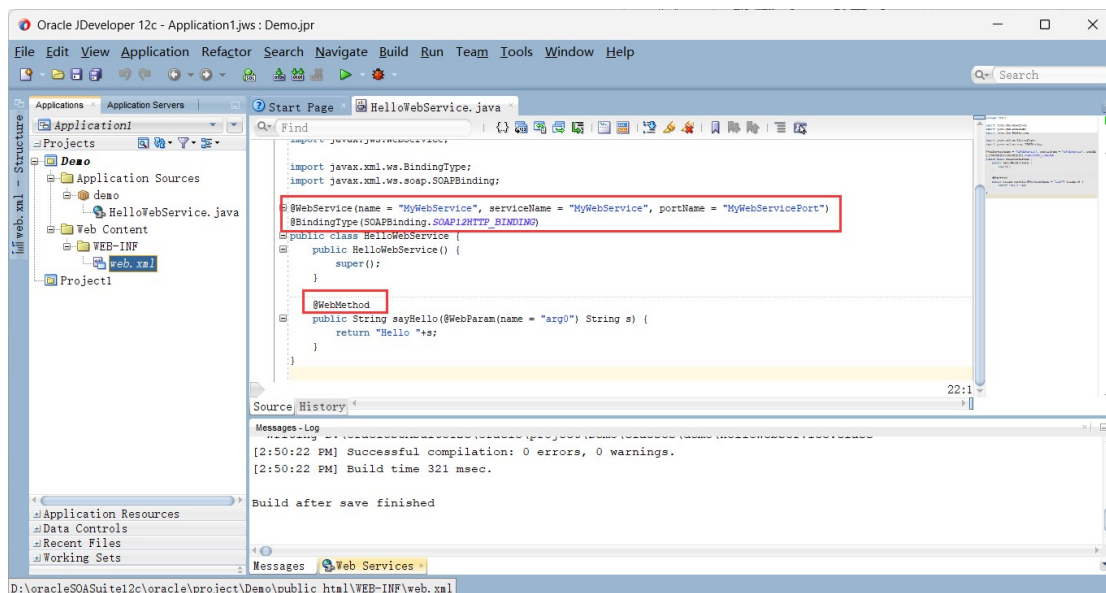 Oracle JDeveloper 12c - Application1.jws : Demo.jpr
File Edit View Application Refactor Search Navigate Build Run Team Tools Window Help
Search
Applications
Application Servers
Start Page
HelloWebService.java
Application1
Find
Projects
Demo
Application Sources
demo
HelloWebService.java
Web Content
WEB-INF
web.xml
Project1
web.xml - Structure
import javax.xml.ws.BindingType;
import javax.xml.ws.soap.SOAPBinding;
@WebService(name = "MyWebService", serviceName = "MyWebService", portName = "MyWebServicePort")
@BindingType(SOAPBinding.SOAP12HTTP_BINDING)
public class HelloWebService {
public HelloWebService() {
super();
}
@WebMethod
public String sayHello(@WebParam(name = "arg0") String s) {
return "Hello "+s;
}
}
22:1
Source History
Messages - Log
[2:50:22 PM] Successful compilation: 0 errors, 0 warnings.
[2:50:22 PM] Build time 321 msec.
Build after save finished
Application Resources
Data Controls
Recent Files
Working Sets
Messages
Web Services
D:\oracleSOASuite12c\oracle\project\Demo\public_html\WEB-INF\web.xml